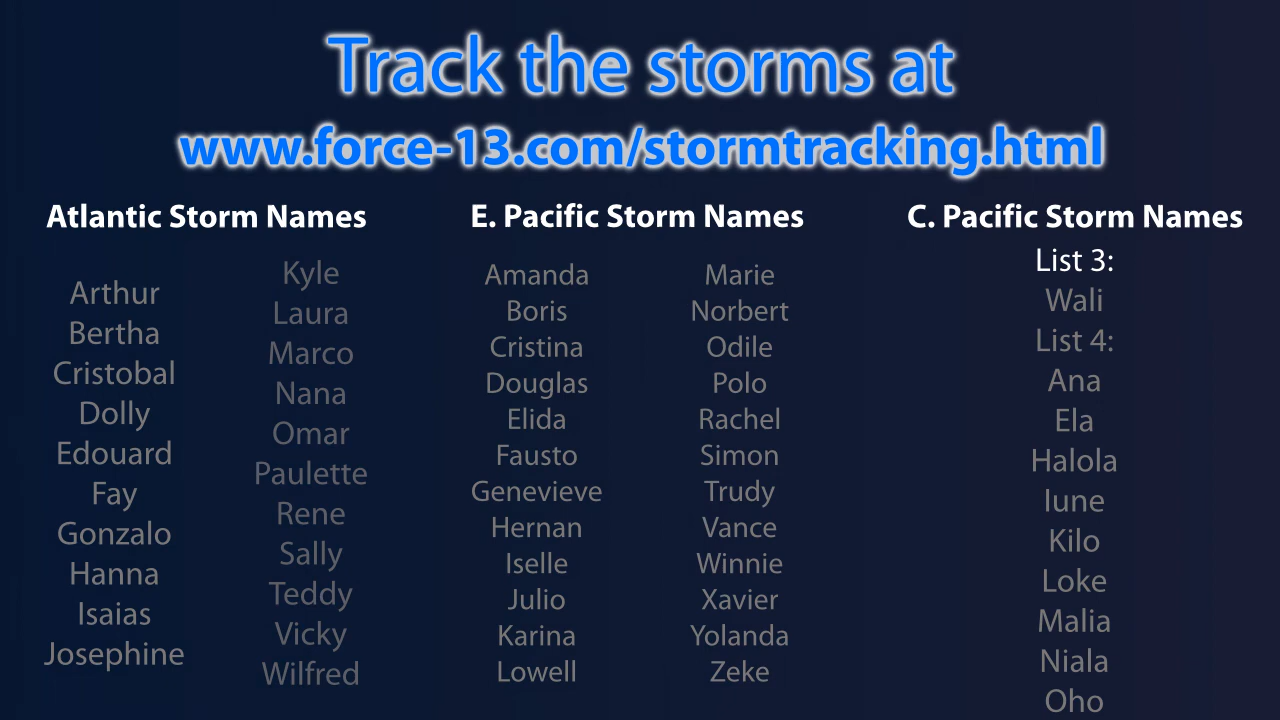 Track the storms at
www.force-13.com/stormtracking.html
Atlantic Storm Names
Arthur
Bertha
Cristobal
Dolly
Edouard
Fay
Gonzalo
Hanna
Isaias
Josephine
Kyle
Laura
Marco
Nana
Omar
Paulette
Rene
Sally
Teddy
Vicky
Wilfred
E. Pacific Storm Names
Amanda
Boris
Cristina
Douglas
Elida
Fausto
Genevieve
Hernan
Iselle
Julio
Karina
Lowell
Marie
Norbert
Odile
Polo
Rachel
Simon
Trudy
Vance
Winnie
Xavier
Yolanda
Zeke
C. Pacific Storm Names
List 3:
Wali
List 4:
Ana
Ela
Halola
Iune
Kilo
Loke
Malia
Niala
Oho